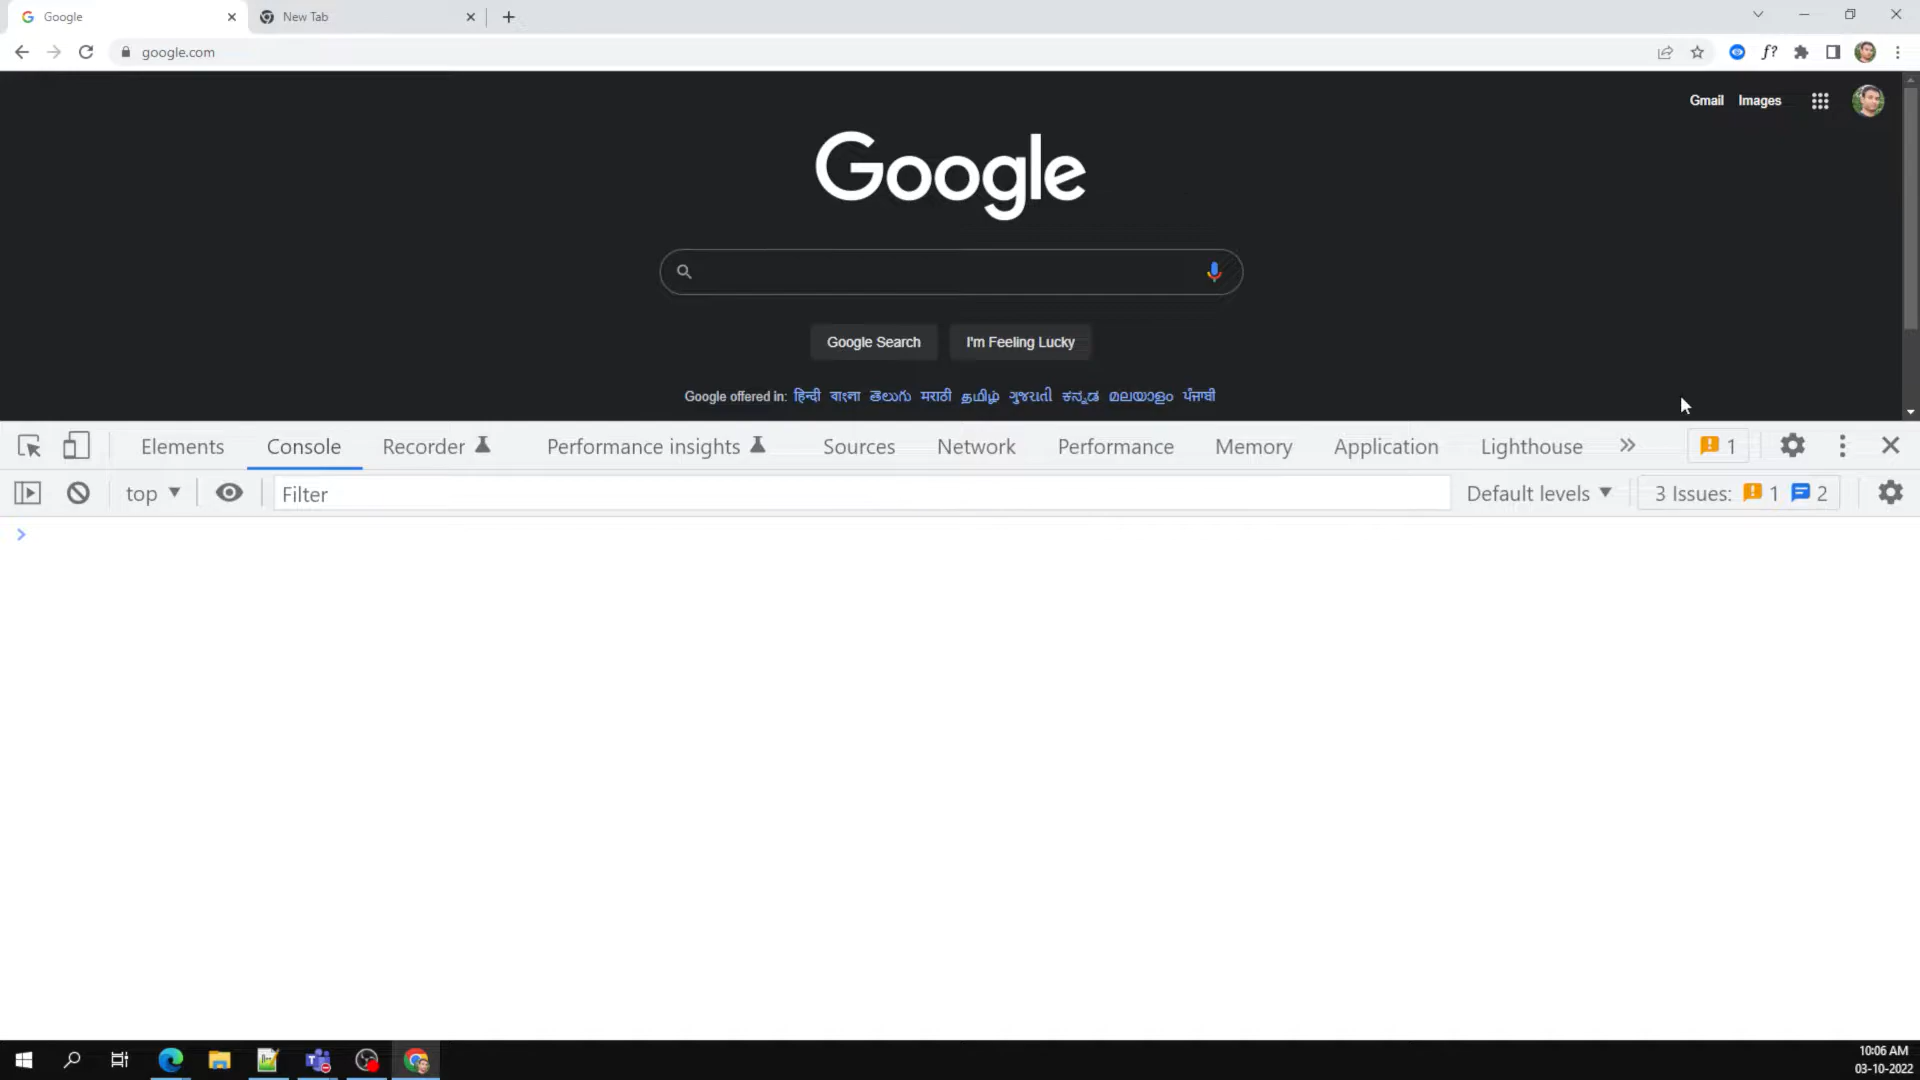 Google
New Tab
google.com
f?
Gmail Images
Google
Google Search I'm Feeling Lucky
Google offered in: हिन्दी বাংলা తెలుగు मराठी தமிழ் ગુજરાતી ಕನ್ನಡ മലയാളം ਪੰਜਾਬੀ
Elements Console Recorder Performance insights Sources Network Performance Memory Application Lighthouse 1
top Filter Default levels 3 Issues: 1 2
10:06 AM
03-10-2022